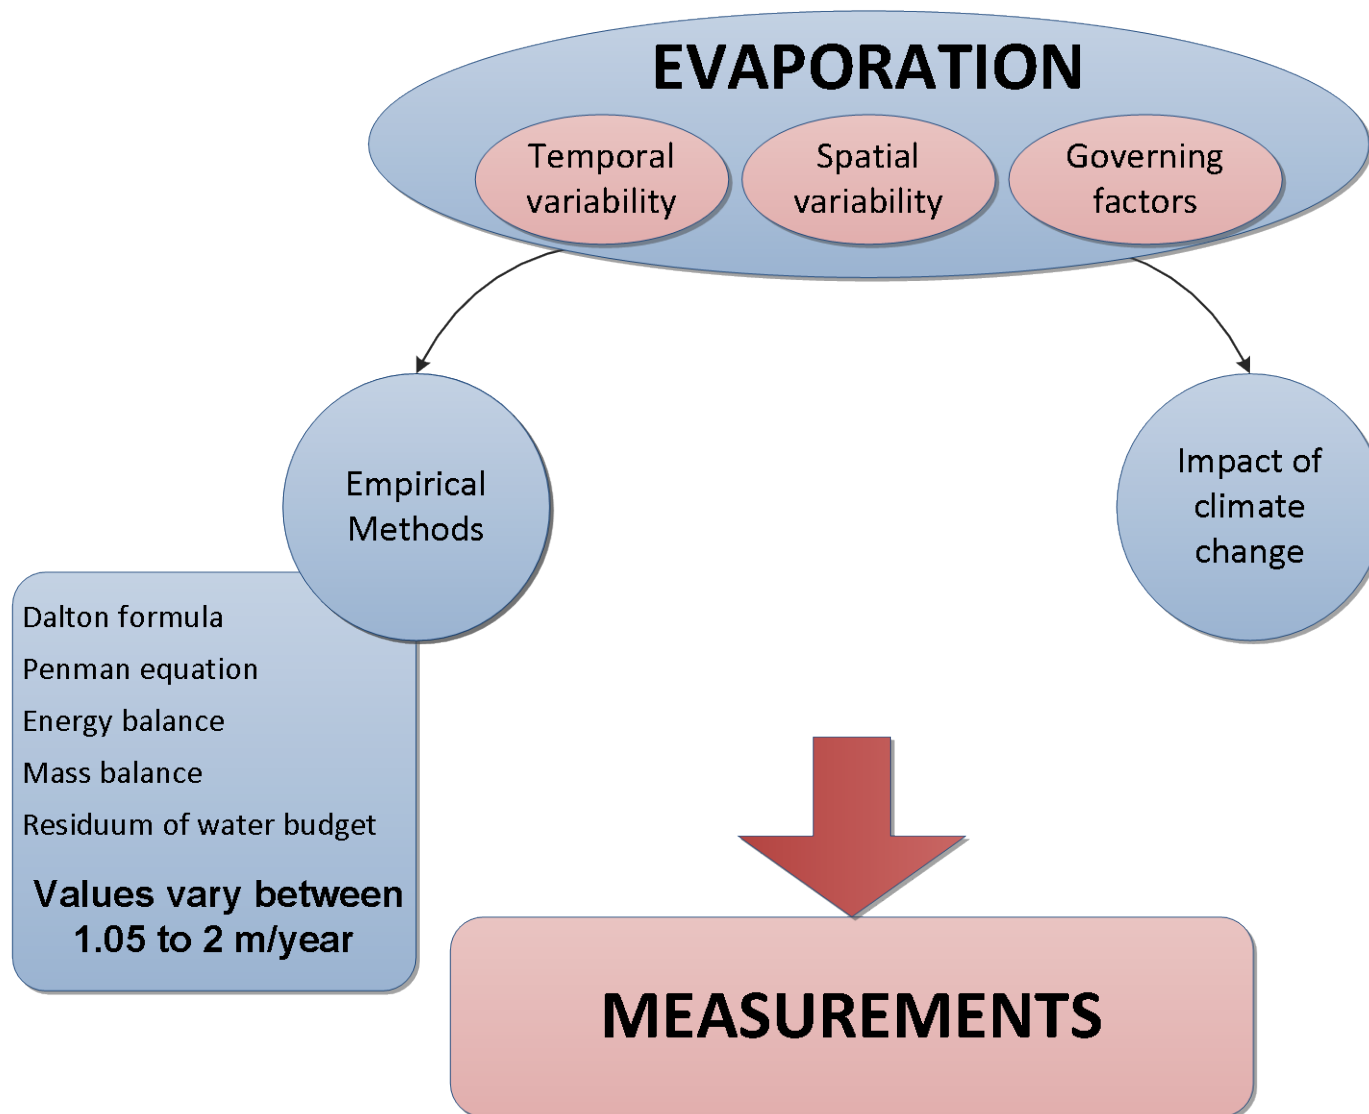 EVAPORATION
Temporal
variability
Spatial
variability
Governing
factors
Empirical
Methods
Impact of
climate
change
Dalton formula
Penman equation
Energy balance
Mass balance
Residuum of water budget
Values vary between
1.05 to 2 m/year
MEASUREMENTS